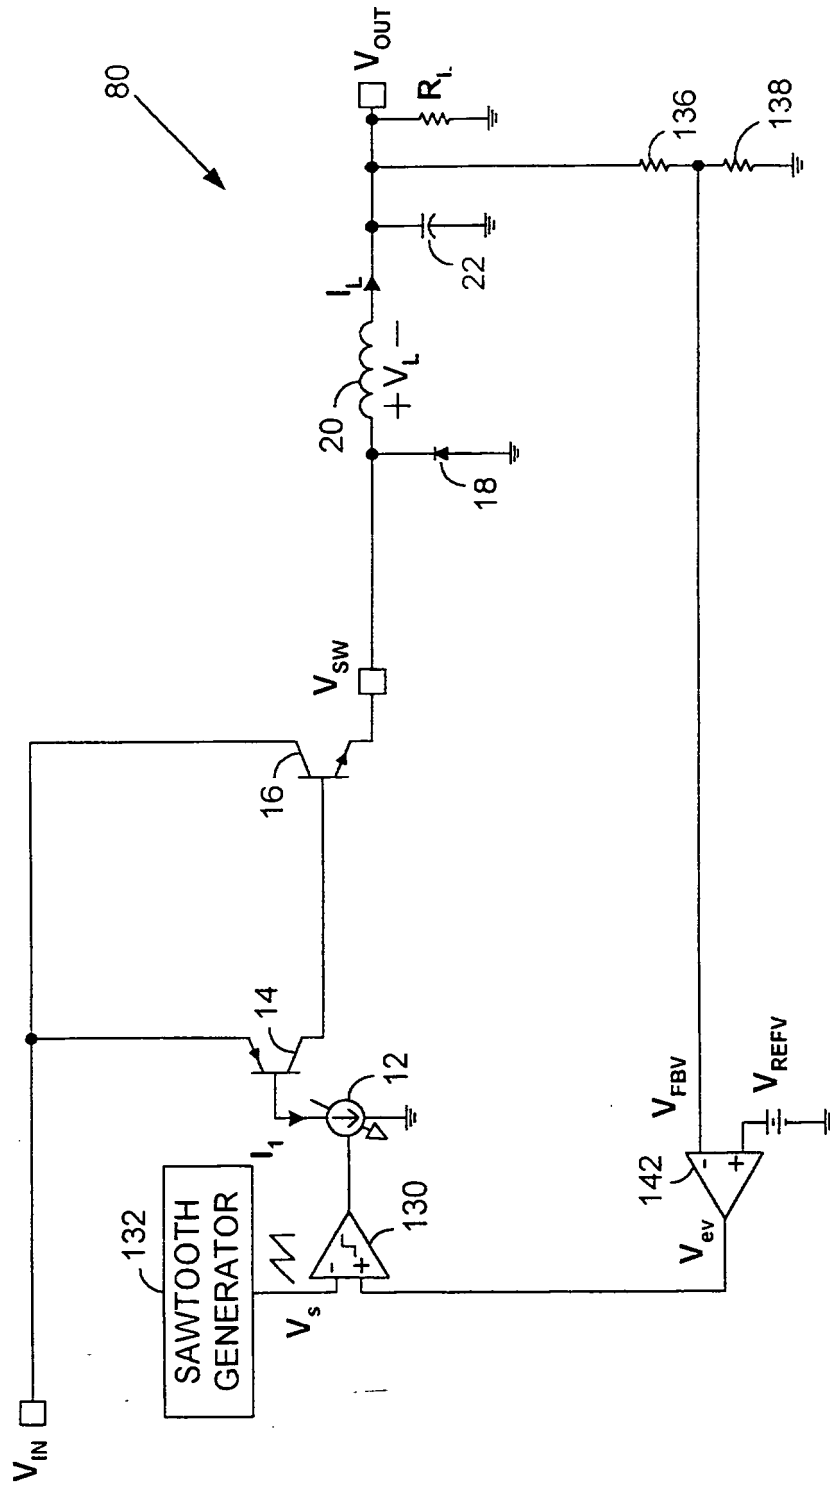 80
V_IN
132
SAWTOOTH
GENERATOR
V_s
-
+
130
I_1
12
14
16
V_SW
18
20
+ V_L −
I_L
22
V_OUT
R_L
136
138
V_FBV
142
-
+
V_REFV
V_ev